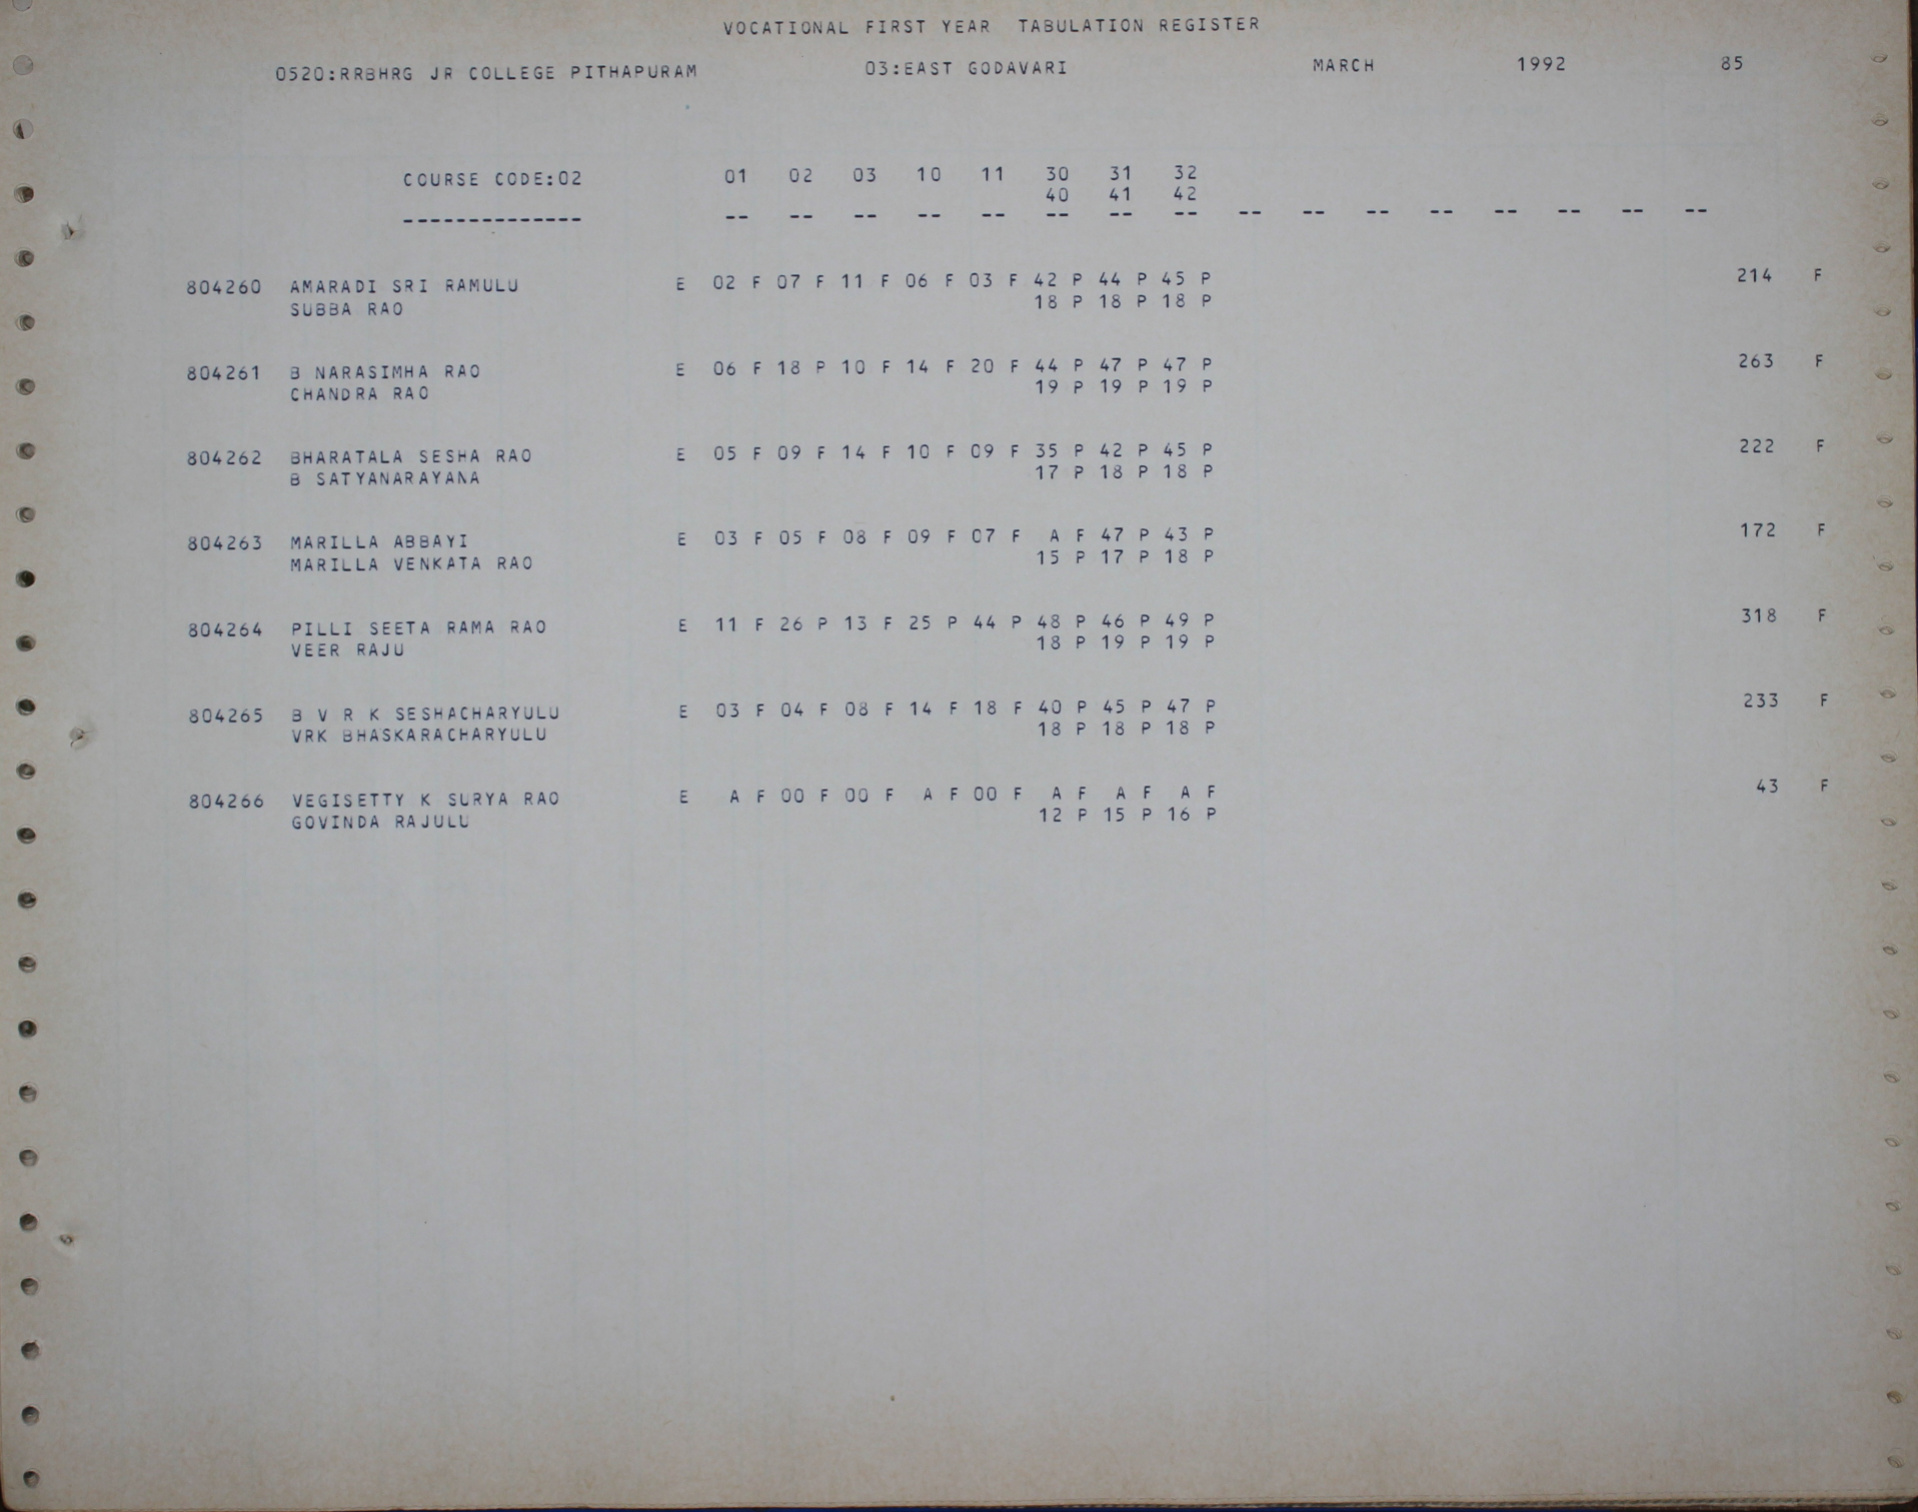 VOCATIONAL FIRST YEAR TABULATION REGISTER
0520:RRBHRG JR COLLEGE PITHAPURAM 03:EAST GODAVARI MARCH 1992 85
COURSE CODE:02 01 02 03 10 11 30 31 32
40 41 42
-------------- -- -- -- -- -- -- -- -- -- -- -- -- -- -- -- --
804260 AMARADI SRI RAMULU E 02 F 07 F 11 F 06 F 03 F 42 P 44 P 45 P 214 F
SUBBA RAO 18 P 18 P 18 P
804261 B NARASIMHA RAO E 06 F 18 P 10 F 14 F 20 F 44 P 47 P 47 P 263 F
CHANDRA RAO 19 P 19 P 19 P
804262 BHARATALA SESHA RAO E 05 F 09 F 14 F 10 F 09 F 35 P 42 P 45 P 222 F
B SATYANARAYANA 17 P 18 P 18 P
804263 MARILLA ABBAYI E 03 F 05 F 08 F 09 F 07 F A F 47 P 43 P 172 F
MARILLA VENKATA RAO 15 P 17 P 18 P
804264 PILLI SEETA RAMA RAO E 11 F 26 P 13 F 25 P 44 P 48 P 46 P 49 P 318 F
VEER RAJU 18 P 19 P 19 P
804265 B V R K SESHACHARYULU E 03 F 04 F 08 F 14 F 18 F 40 P 45 P 47 P 233 F
VRK BHASKARACHARYULU 18 P 18 P 18 P
804266 VEGISETTY K SURYA RAO E A F 00 F 00 F A F 00 F A F A F A F 43 F
GOVINDA RAJULU 12 P 15 P 16 P